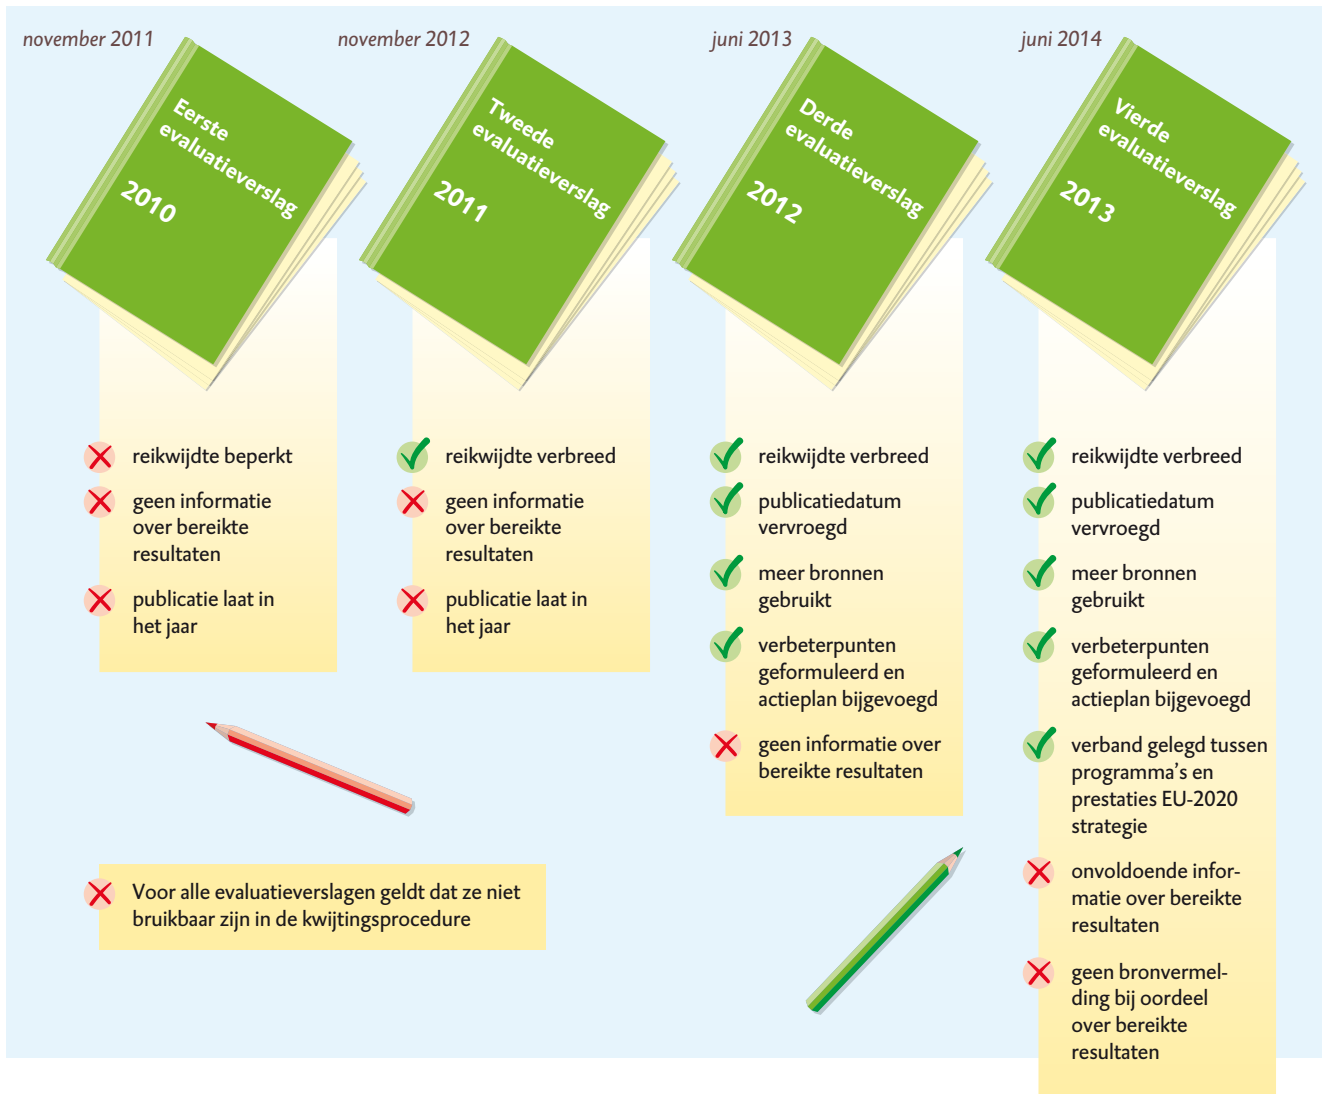 november 2011
Eerste
evaluatieverslag
2010
reikwijdte beperkt
geen informatie
over bereikte
resultaten
publicatie laat in
het jaar
november 2012
Tweede
evaluatieverslag
2011
reikwijdte verbreed
geen informatie
over bereikte
resultaten
publicatie laat in
het jaar
juni 2013
Derde
evaluatieverslag
2012
reikwijdte verbreed
publicatiedatum
vervroegd
meer bronnen
gebruikt
verbeterpunten
geformuleerd en
actieplan bijgevoegd
geen informatie over
bereikte resultaten
juni 2014
Vierde
evaluatieverslag
2013
reikwijdte verbreed
publicatiedatum
vervroegd
meer bronnen
gebruikt
verbeterpunten
geformuleerd en
actieplan bijgevoegd
verband gelegd tussen
programma's en
prestaties EU-2020
strategie
onvoldoende infor-
matie over bereikte
resultaten
geen bronvermel-
ding bij oordeel
over bereikte
resultaten
Voor alle evaluatieverslagen geldt dat ze niet
bruikbaar zijn in de kwijtingsprocedure